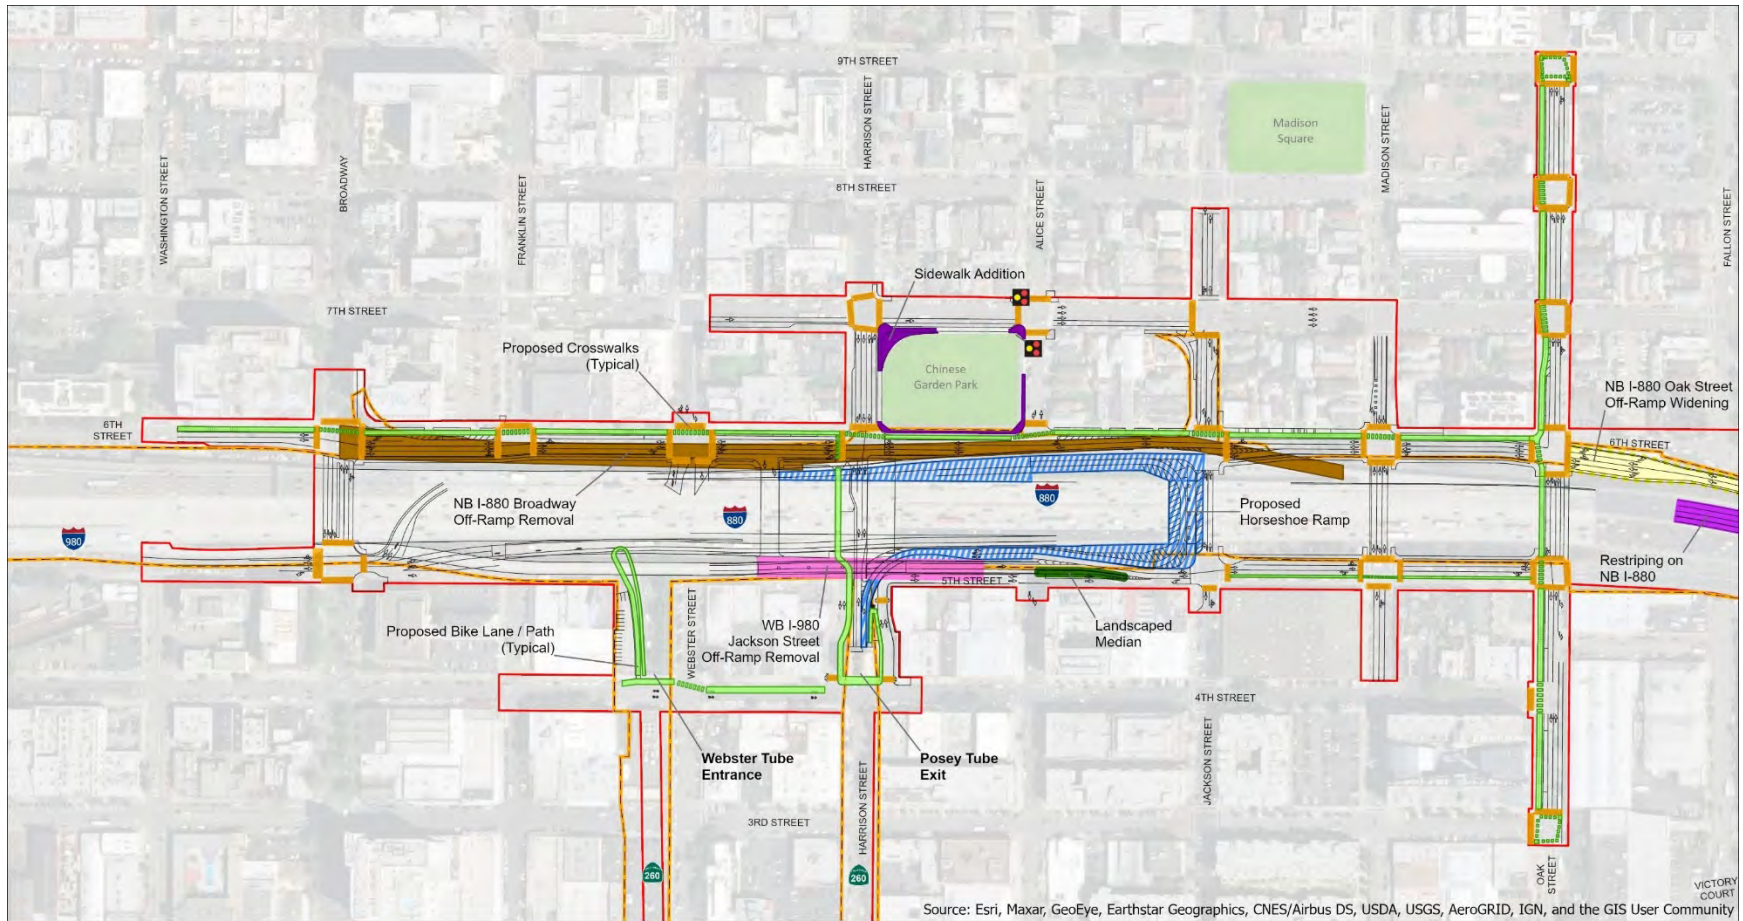 9TH STREET
HARRISON STREET
Madison
Square
MADISON STREET
8TH STREET
WASHINGTON STREET
BROADWAY
FRANKLIN STREET
ALICE STREET
FALLON STREET
Sidewalk Addition
7TH STREET
Proposed Crosswalks
(Typical)
Chinese
Garden Park
NB I-880 Oak Street
Off-Ramp Widening
6TH
STREET
6TH STREET
NB I-880 Broadway
Off-Ramp Removal
880
880
980
Proposed
Horseshoe Ramp
Restriping on
NB I-880
5TH STREET
WEBSTER STREET
Proposed Bike Lane / Path
(Typical)
WB I-980
Jackson Street
Off-Ramp Removal
Landscaped
Median
4TH STREET
JACKSON STREET
Webster Tube
Entrance
Posey Tube
Exit
HARRISON STREET
3RD STREET
260
260
OAK
STREET
VICTORY
COURT
Source: Esri, Maxar, GeoEye, Earthstar Geographics, CNES/Airbus DS, USDA, USGS, AeroGRID, IGN, and the GIS User Community